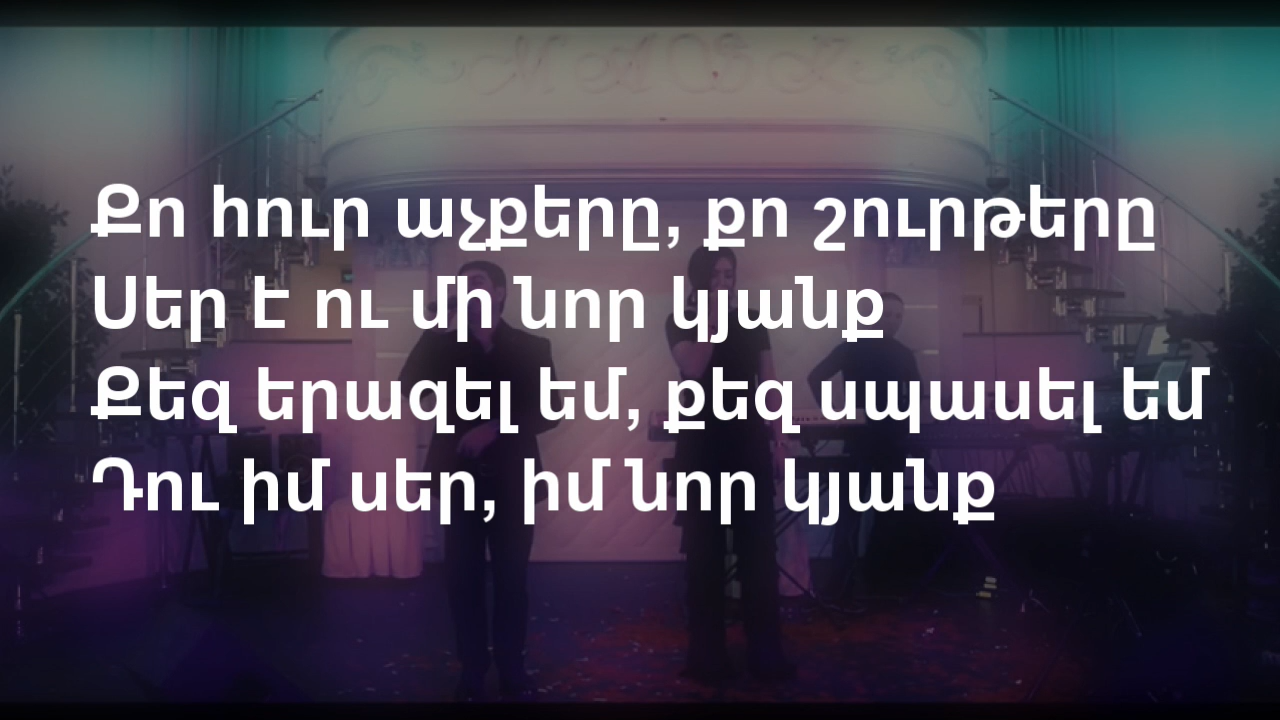 МАОЯ
Քո հուր աչքերը, քո շուրթերը
Սեր է ու մի նոր կյանք
Քեզ երազել եմ, քեզ սպասել եմ
Դու իմ սեր, իմ նոր կյանք